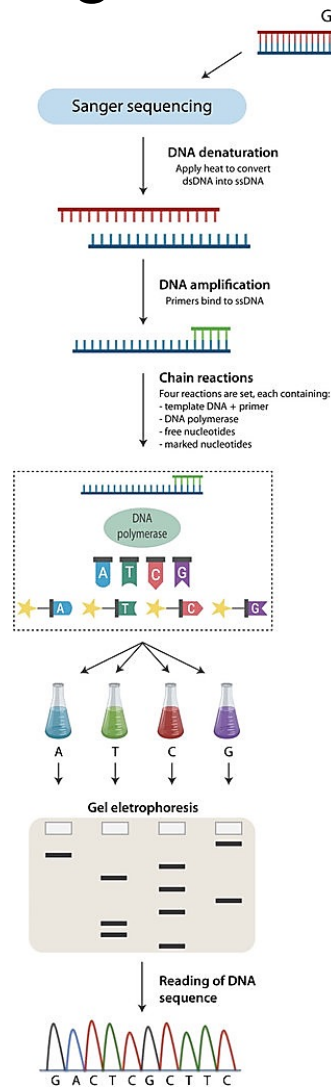 G
Sanger sequencing
DNA denaturation
Apply heat to convert
dsDNA into ssDNA
DNA amplification
Primers bind to ssDNA
Chain reactions
Four reactions are set, each containing:
- template DNA + primer
- DNA polymerase
- free nucleotides
- marked nucleotides
DNA
polymerase
A T C G
A T C G
A T C G
Gel eletrophoresis
Reading of DNA
sequence
G A C T C G C T T C